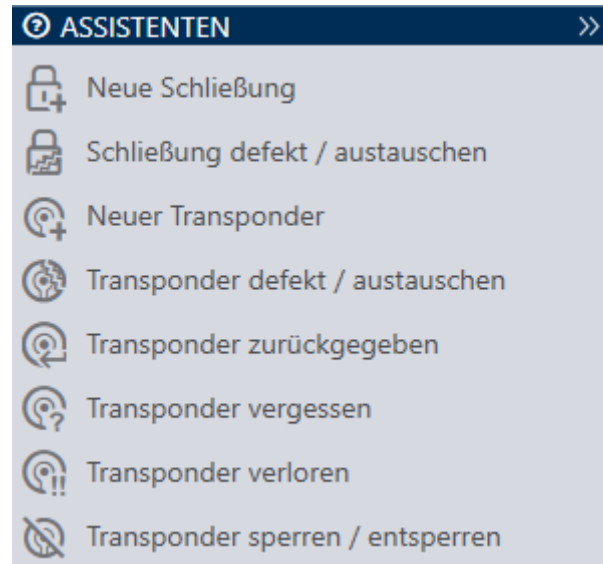 ASSISTENTEN
Neue Schließung
Schließung defekt / austauschen
Neuer Transponder
Transponder defekt / austauschen
Transponder zurückgegeben
Transponder vergessen
Transponder verloren
Transponder sperren / entsperren